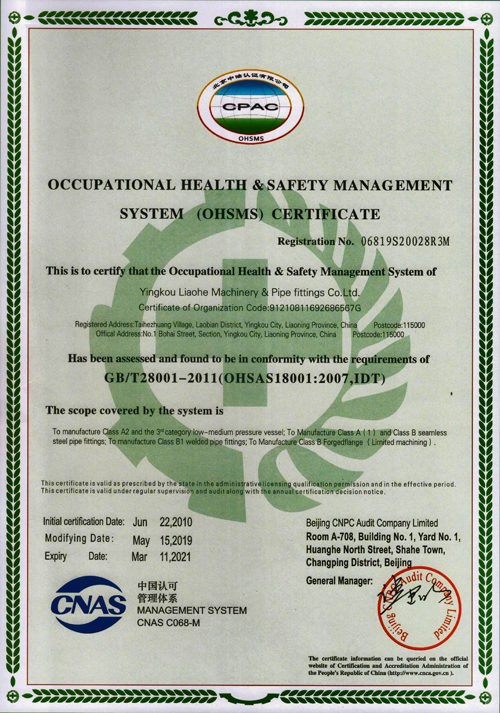 北京中油认证有限公司
CPAC
OHSMS
OCCUPATIONAL HEALTH & SAFETY MANAGEMENT
SYSTEM (OHSMS) CERTIFICATE
Registration No. 06819S20028R3M
This is to certify that the Occupational Health & Safety Management System of
Yingkou Liaohe Machinery & Pipe fittings Co.Ltd.
Certificate of Organization Code:91210811692686567G
Registered Address:Taihezhuang Village, Laobian District, Yingkou City, Liaoning Province, China Postcode:115000
Offical Address:No.1 Bohai Street, Section, Yingkou City, Liaoning Province, China Postcode:115000
Has been assessed and found to be in conformity with the requirements of
GB/T28001-2011(OHSAS18001:2007,IDT)
The scope covered by the system is
To manufacture Class A2 and the 3rd category low-medium pressure vessel; To Manufacture Class A (1) and Class B seamless
steel pipe fittings; To manufacture Class B1 welded pipe fittings; To Manufacture Class B Forgedflange (Limited machining).
This certificate is valid as prescribed by the state in the administrative licensing qualification permission and in the effective period.
This certificate is valid under regular supervision and audit along with the annual certification decision notice.
Initial certification Date: Jun 22,2010
Modifying Date: May 15,2019
Expiry Date: Mar 11,2021
Beijing CNPC Audit Company Limited
Room A-708, Building No. 1, Yard No. 1,
Huanghe North Street, Shahe Town,
Changping District, Beijing
General Manager:
Beijing Audit Company Limited
CNAS
中国认可
管理体系
MANAGEMENT SYSTEM
CNAS C068-M
The certificate information can be queried on the official
website of Certification and Accreditation Administration of
the People's Republic of China (http://www.cnca.gov.cn).